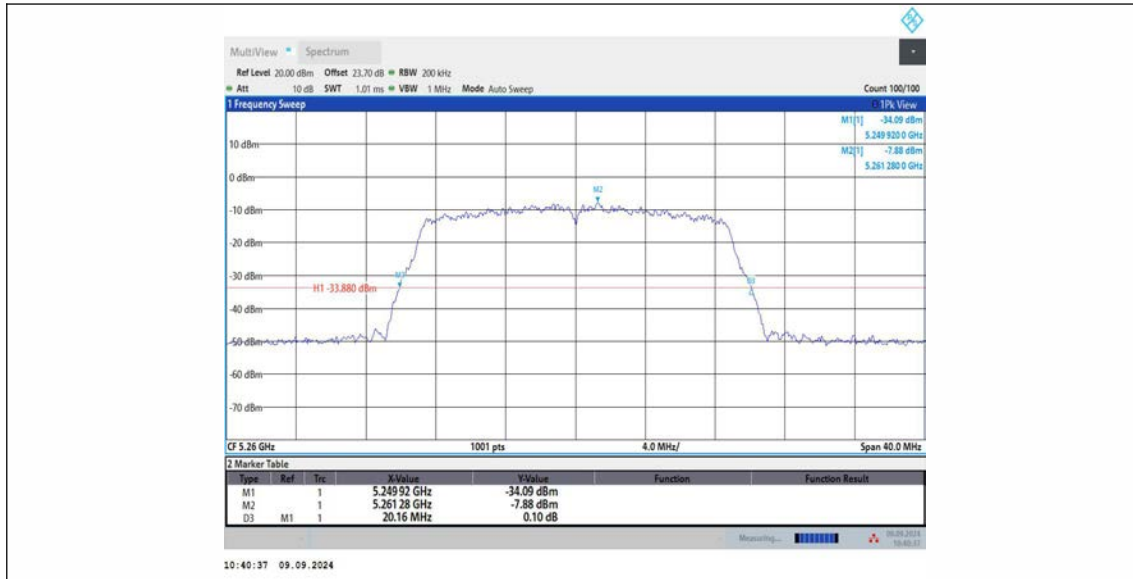 MultiView Spectrum
Ref Level 20.00 dBm Offset 23.70 dB RBW 200 kHz
Att 10 dB SWT 1.01 ms VBW 1 MHz Mode Auto Sweep Count 100/100
1 Frequency Sweep 1Pk View
M1[1] -34.09 dBm
5.249 920 0 GHz
10 dBm
M2[1] -7.88 dBm
5.261 280 0 GHz
0 dBm
M2
-10 dBm
-20 dBm
-30 dBm
H1 -33.880 dBm
-40 dBm
-50 dBm
-60 dBm
-70 dBm
CF 5.26 GHz 1001 pts 4.0 MHz/ Span 40.0 MHz
2 Marker Table
Type Ref Trc X-Value Y-Value Function Function Result
M1 1 5.249 92 GHz -34.09 dBm
M2 1 5.261 28 GHz -7.88 dBm
D3 M1 1 20.16 MHz 0.10 dB
Measuring... 09.09.2024
10:40:37
10:40:37 09.09.2024